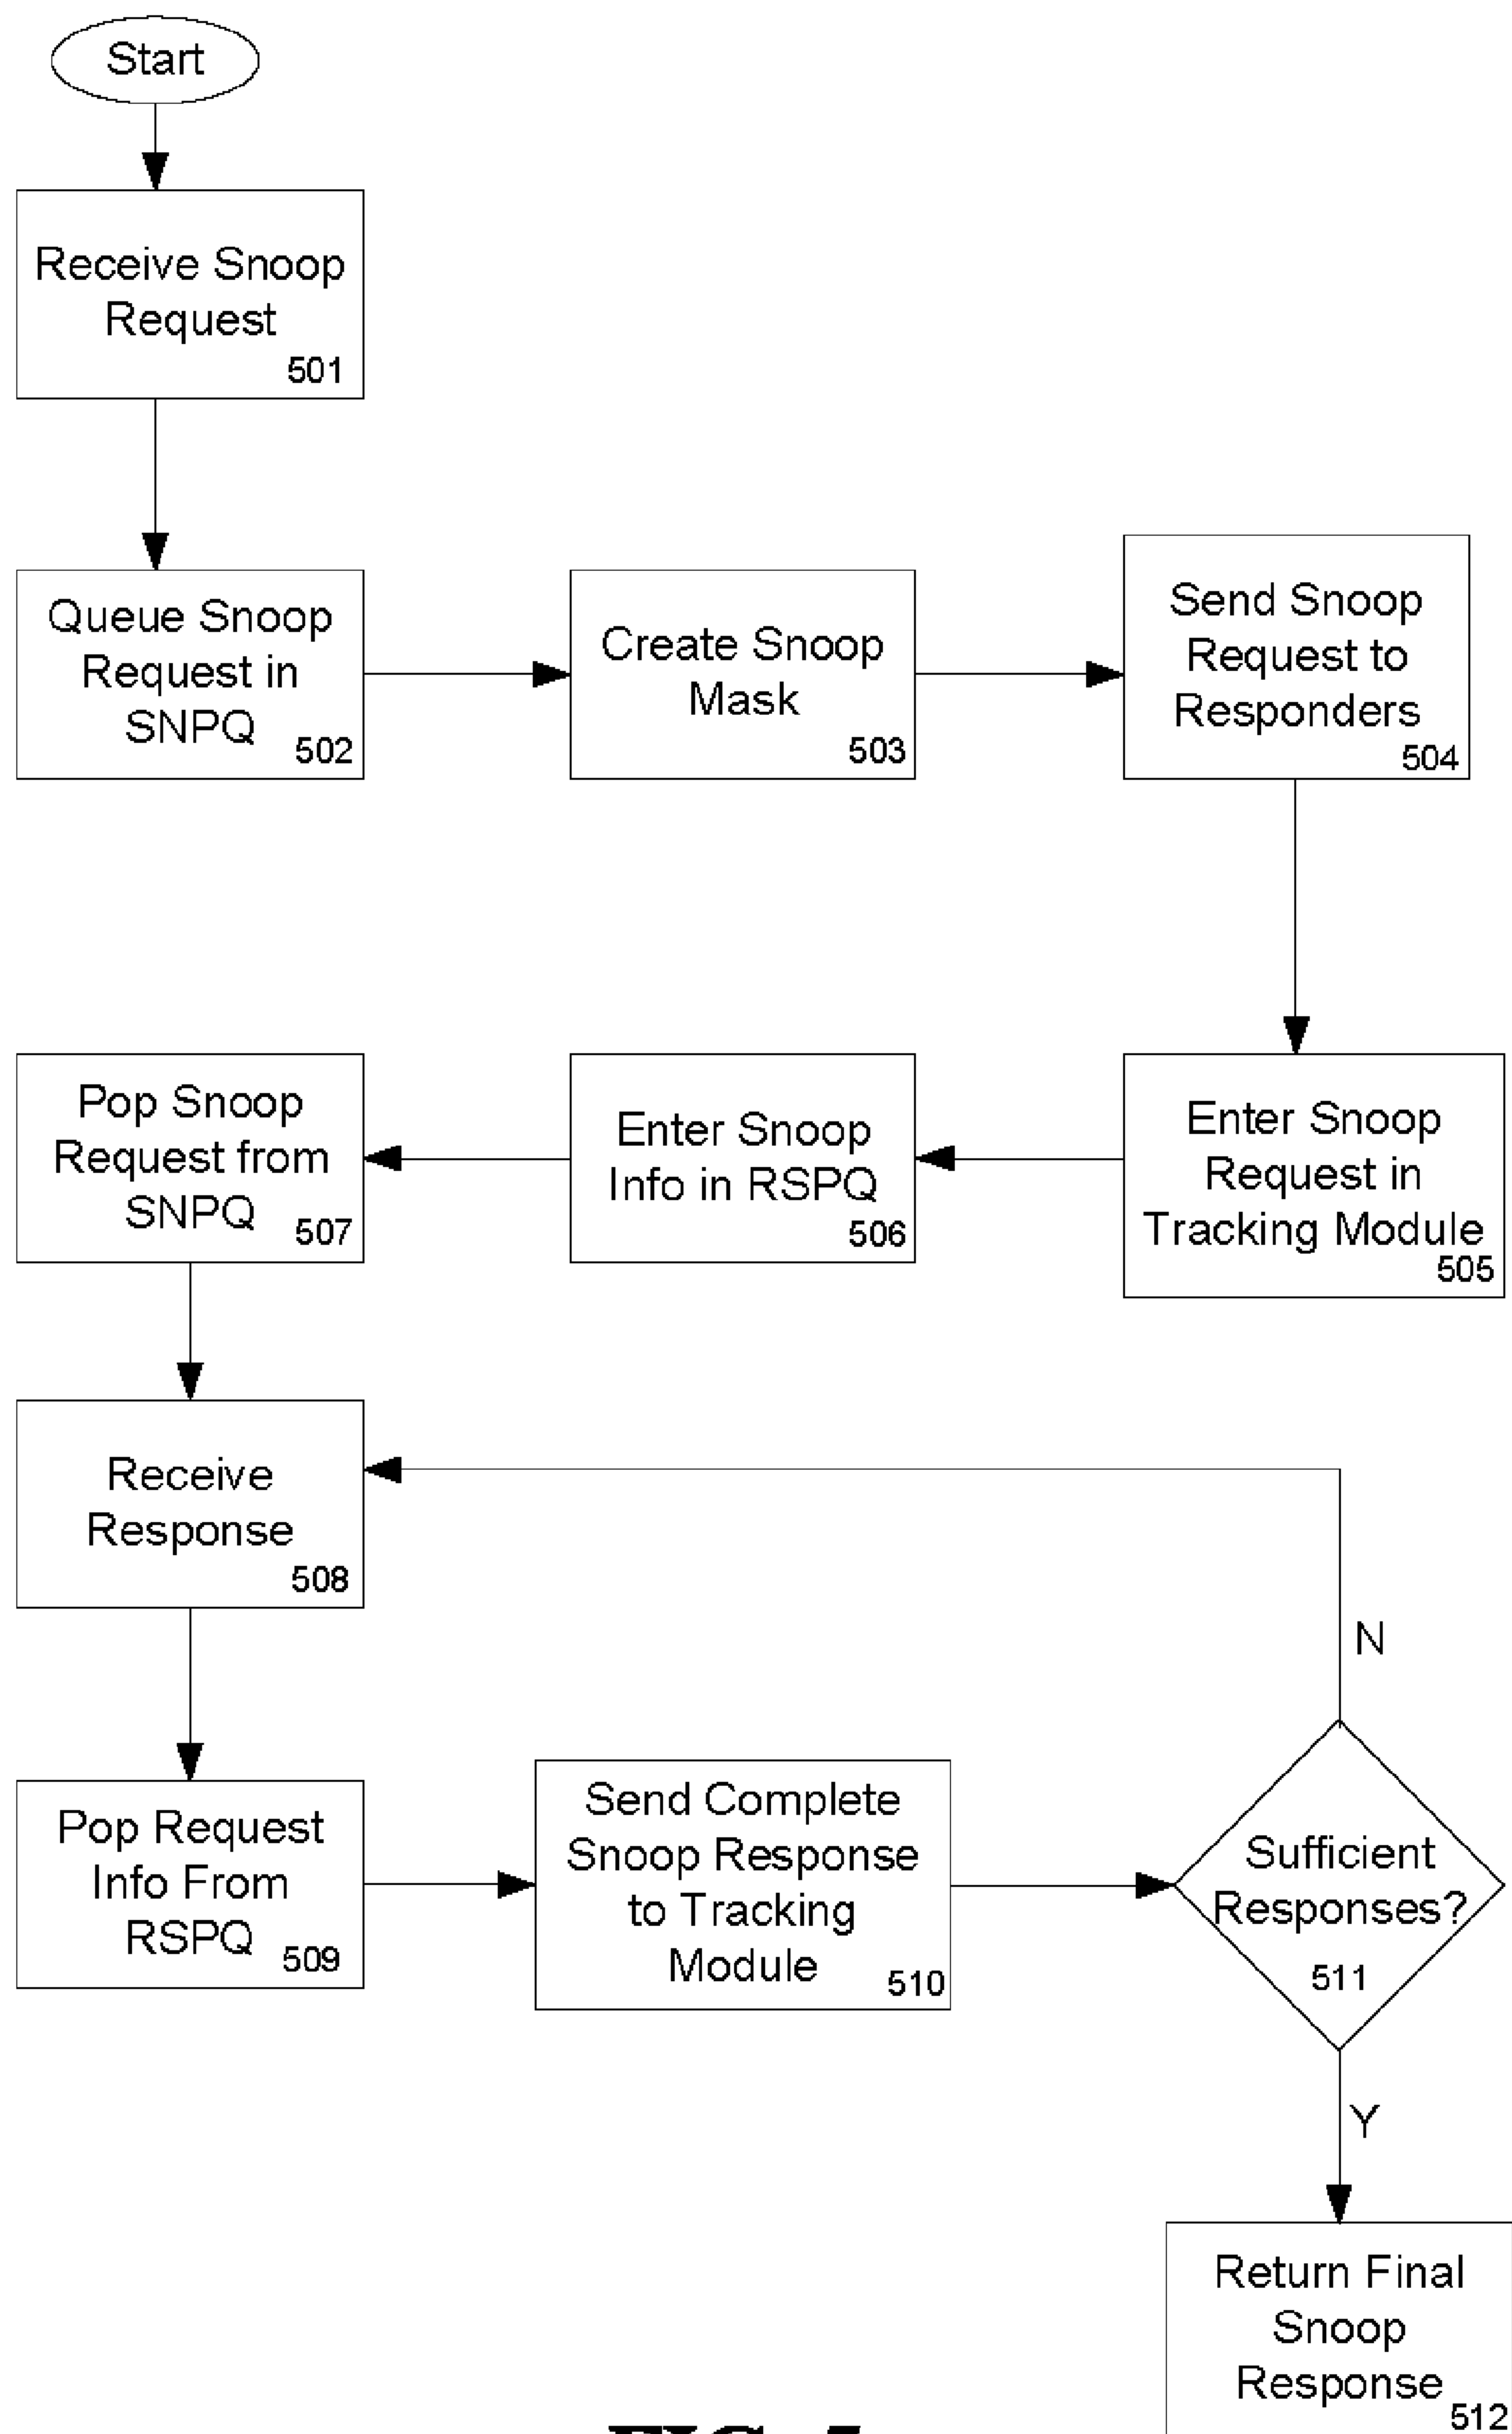 Start
Receive Snoop
Request
501
Queue Snoop
Request in
SNPQ
502
Create Snoop
Mask
503
Send Snoop
Request to
Responders
504
Pop Snoop
Request from
SNPQ
507
Enter Snoop
Info in RSPQ
506
Enter Snoop
Request in
Tracking Module
505
Receive
Response
508
N
Pop Request
Info From
RSPQ
509
Send Complete
Snoop Response
to Tracking
Module
510
Sufficient
Responses?
511
Y
Return Final
Snoop
Response
512